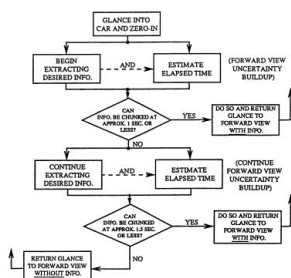 GLANCE INTO
CAR AND ZERO-IN
BEGIN
EXTRACTING
DESIRED INFO.
AND
ESTIMATE
ELAPSED TIME
(FORWARD VIEW
UNCERTAINTY
BUILDUP)
CAN
INFO. BE CHUNKED AT
APPROX. 1 SEC. OR
LESS?
YES
DO SO AND RETURN
GLANCE TO
FORWARD VIEW
WITH INFO.
NO
CONTINUE
EXTRACTING
DESIRED INFO.
AND
ESTIMATE
ELAPSED TIME
(CONTINUE
FORWARD VIEW
UNCERTAINTY
BUILDUP)
CAN
INFO. BE CHUNKED
AT APPROX. 1.5 SEC.
OR LESS?
YES
DO SO AND RETURN
GLANCE TO
FORWARD VIEW
WITH INFO.
NO
RETURN GLANCE
TO FORWARD VIEW
WITHOUT INFO.